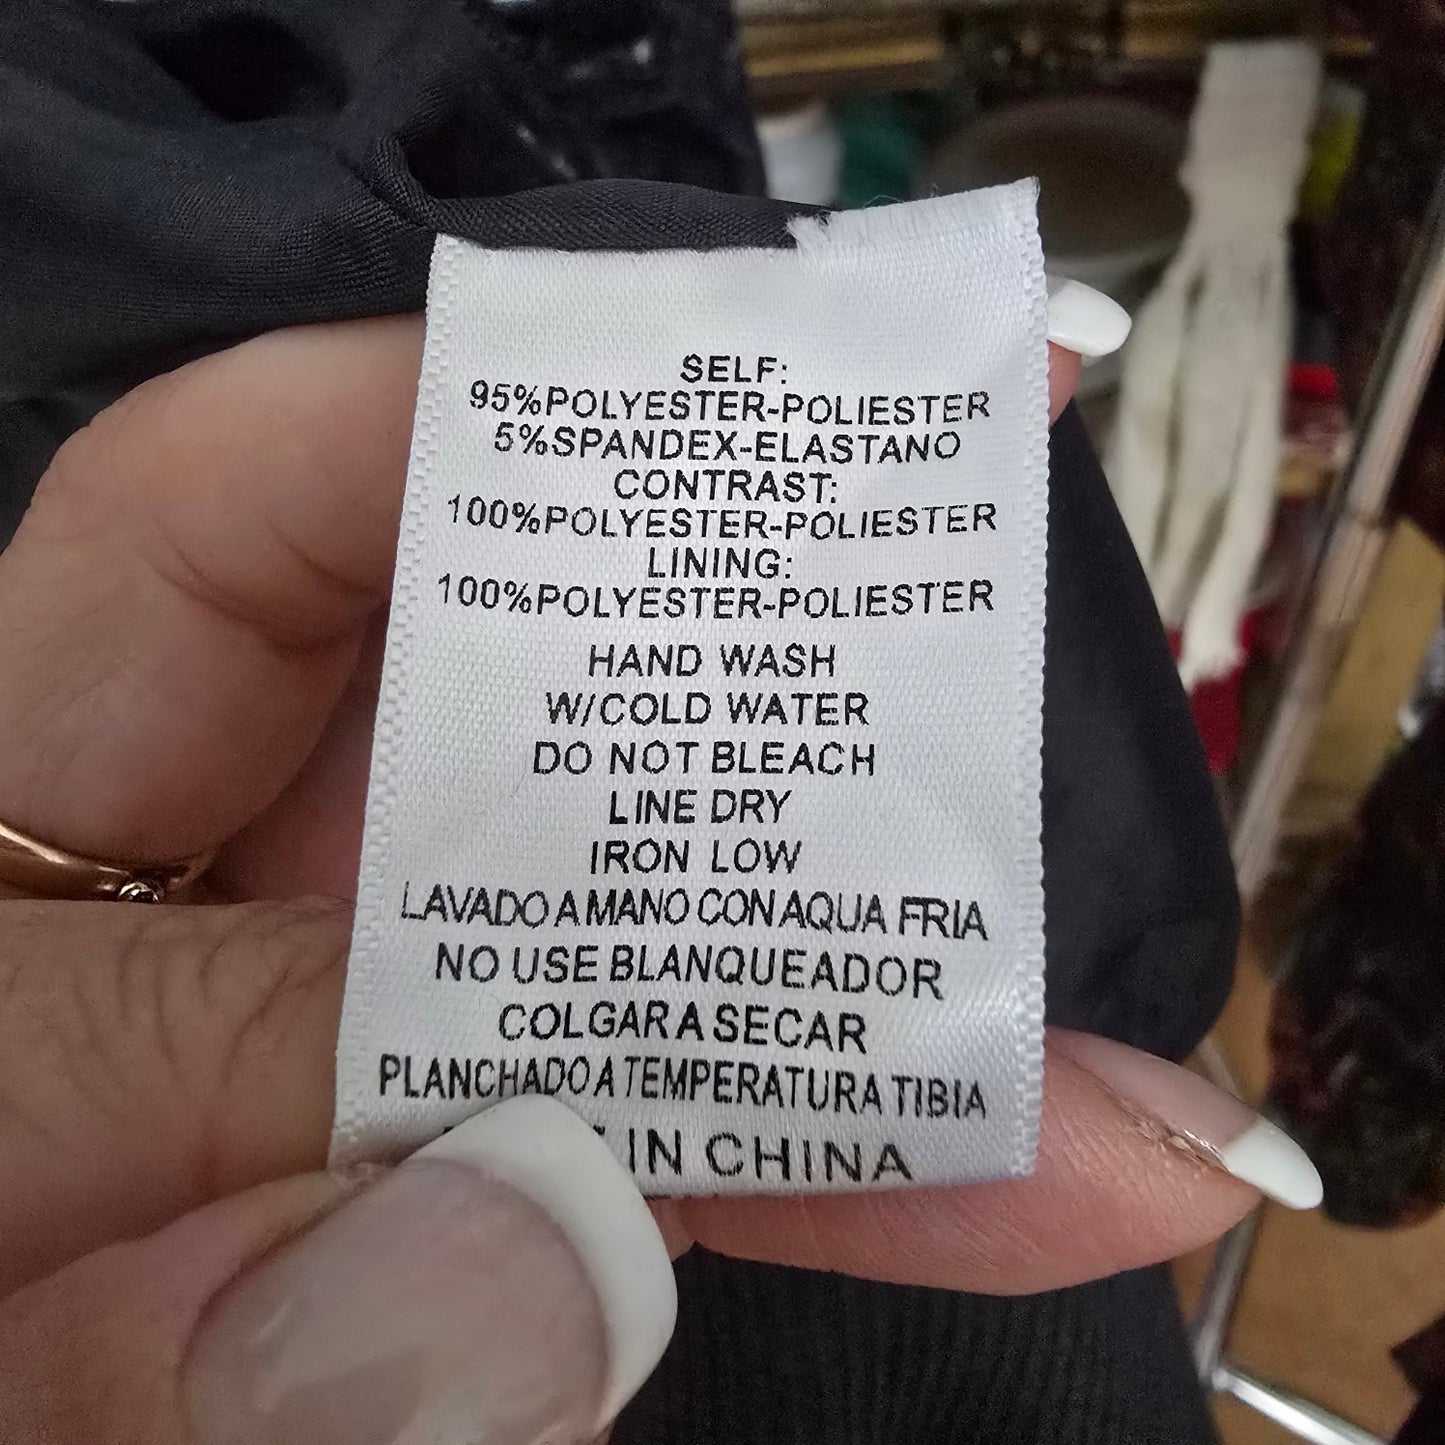 SELF:
95%POLYESTER-POLIESTER
5%SPANDEX-ELASTANO
CONTRAST:
100%POLYESTER-POLIESTER
LINING:
100%POLYESTER-POLIESTER
HAND WASH
W/COLD WATER
DO NOT BLEACH
LINE DRY
IRON LOW
LAVADO A MANO CON AQUA FRIA
NO USE BLANQUEADOR
COLGAR A SECAR
PLANCHADO A TEMPERATURA TIBIA
IN CHINA